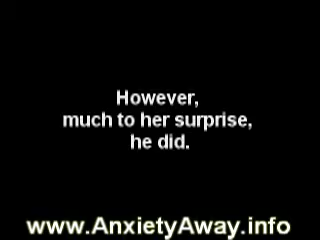 However,
much to her surprise,
he did.
www.AnxietyAway.info